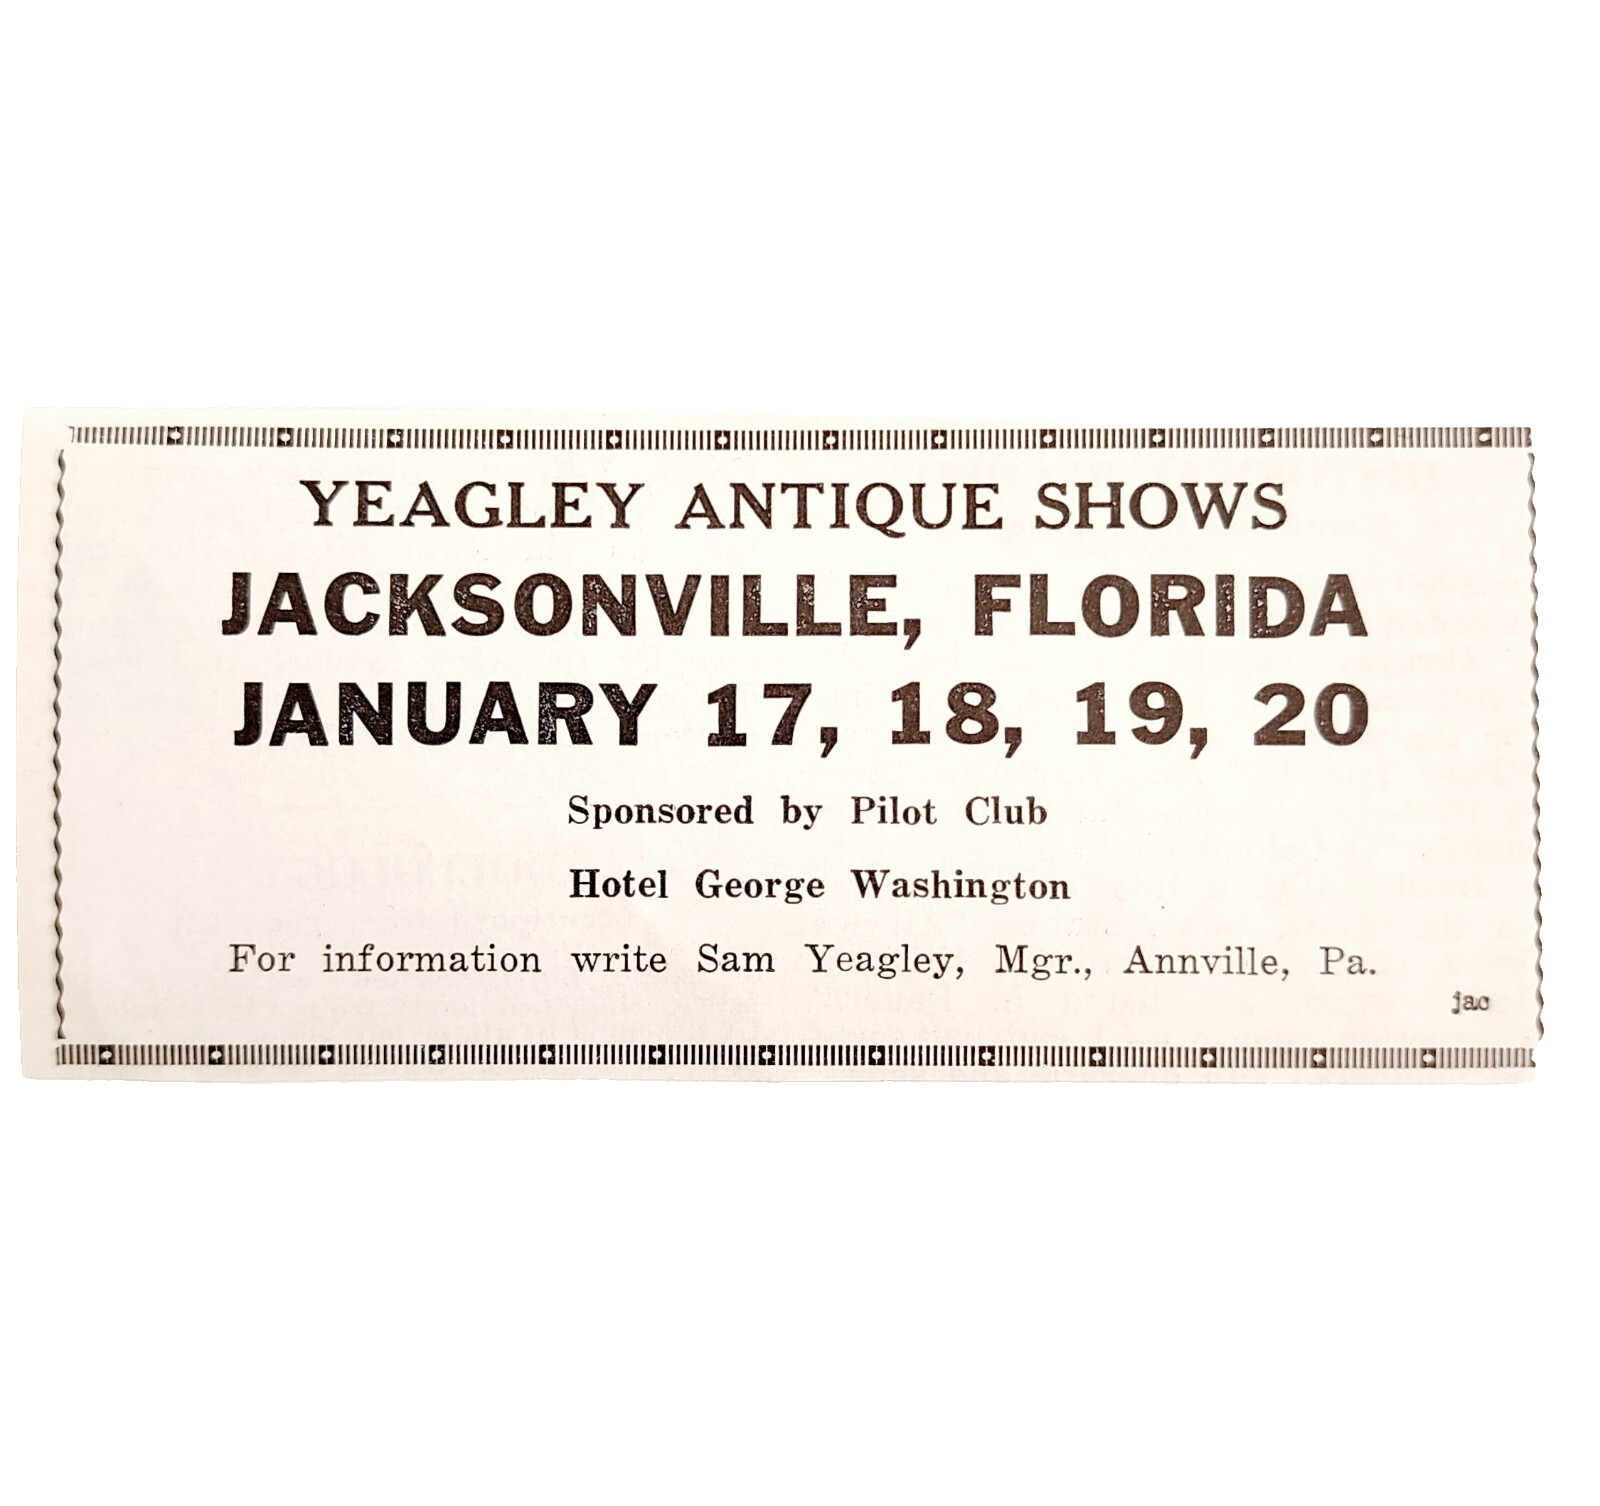 YEAGLEY ANTIQUE SHOWS
JACKSONVILLE, FLORIDA
JANUARY 17, 18, 19, 20
Sponsored by Pilot Club
Hotel George Washington
For information write Sam Yeagley, Mgr., Annville, Pa.
jac